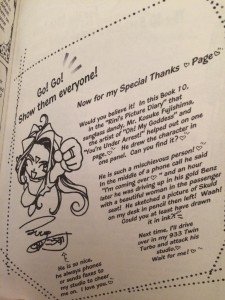 Go! Go!
Show them everyone!
Now for my Special Thanks ♡ Page ♡
Would you believe it! In this Book 10,
in the "Rini's Picture Diary" that
gorgeous dandy, Mr. Kosuke Fujishima,
the artist of "Oh! My Goddess" and
"You're Under Arrest!" helped out on one
page. ♡ He drew the character in
one panel. Can you find it? ♡
He is such a mischievous person!
In the middle of a phone call he said
"I'm coming over ♡" and a few minutes
later he was driving up in his gold Benz
with a beautiful woman in the passenger
seat! He sketched a picture of Skuld
on my desk in pencil then left! Waah!
Could you at least have drawn
it in ink?!
Next time, I'll drive
over in my 933 Twin
Turbo and attack his
studio. ♡
Wait for me!
He is so nice,
he always phones
or sends faxes to
my studio to cheer
me on. I love you ♡